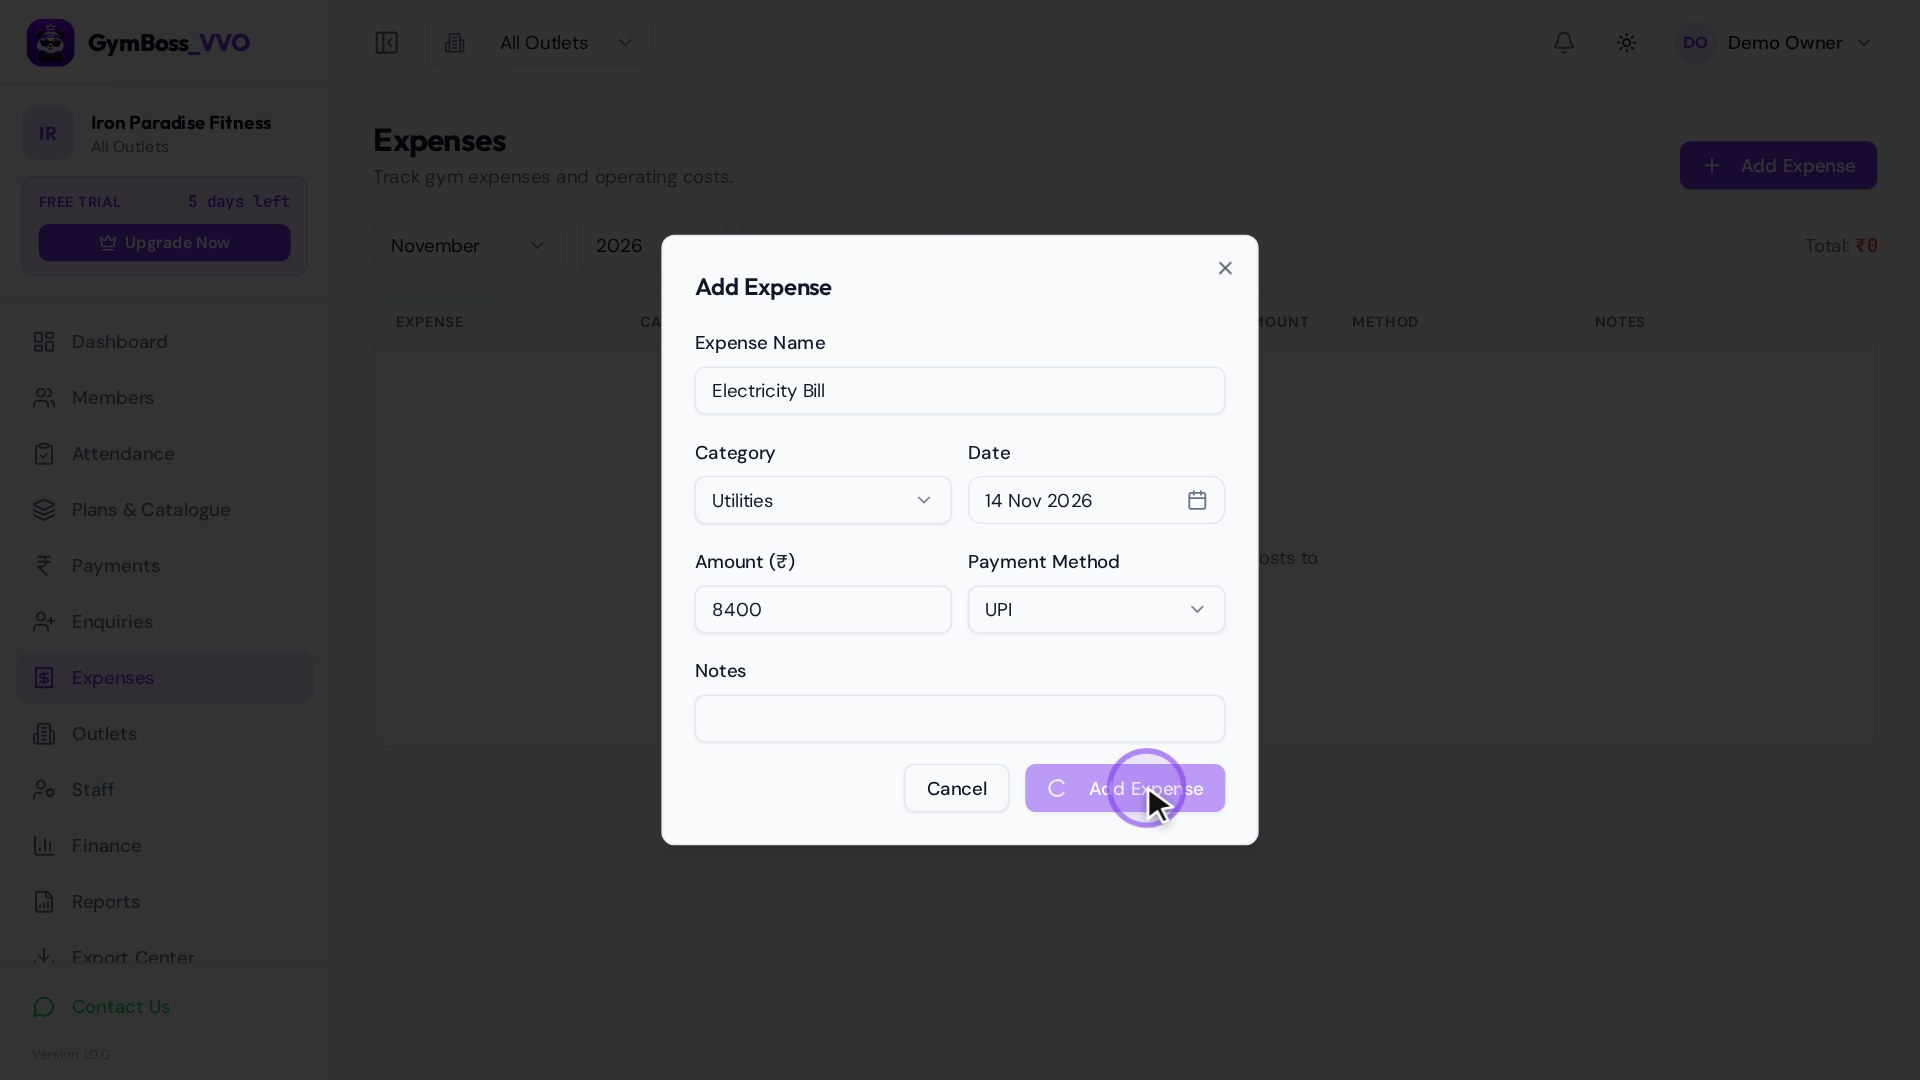 GymBoss_VVO
All Outlets
DO Demo Owner
IR Iron Paradise Fitness
All Outlets
FREE TRIAL 5 days left
Upgrade Now
Dashboard
Members
Attendance
Plans & Catalogue
Payments
Enquiries
Expenses
Outlets
Staff
Finance
Reports
Export Center
Contact Us
Version 1.0.0
Expenses
Track gym expenses and operating costs.
Add Expense
November 2026 Total: ₹0
EXPENSE METHOD NOTES
costs to
Add Expense
Expense Name
Electricity Bill
Category Date
Utilities 14 Nov 2026
Amount (₹) Payment Method
8400 UPI
Notes
Cancel Add Expense